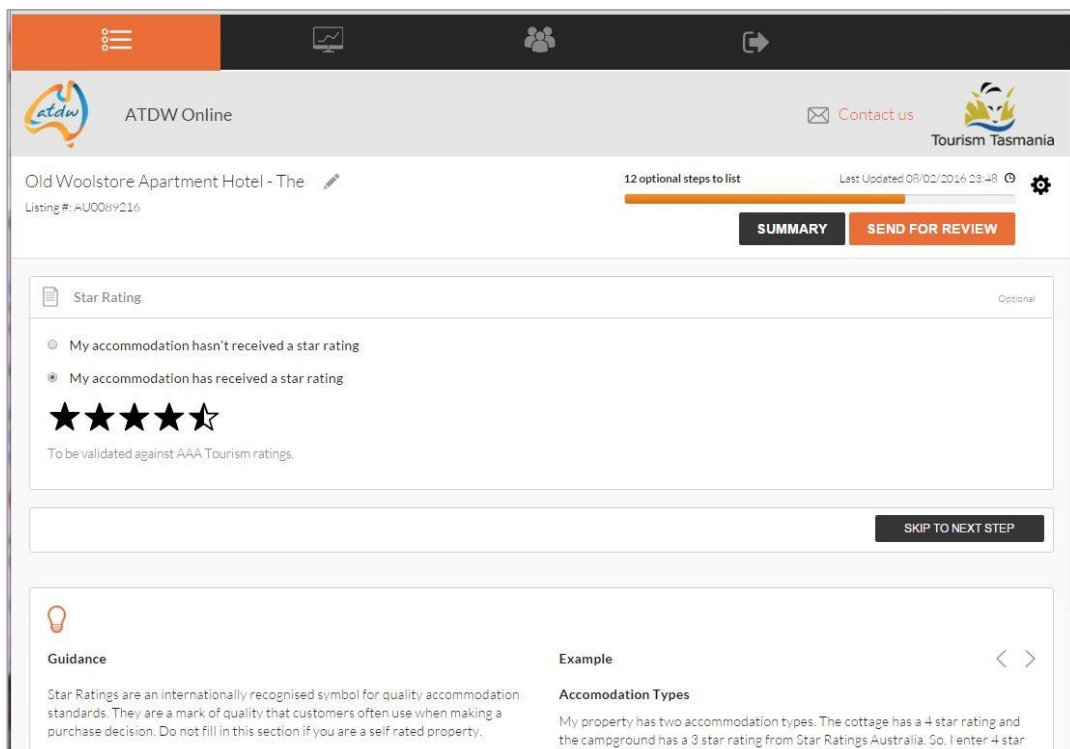 atdw
ATDW Online
Contact us
Tourism Tasmania
Old Woolstore Apartment Hotel - The
Listing #: AU0089216
12 optional steps to list
Last Updated 08/02/2016 23:48
SUMMARY
SEND FOR REVIEW
Star Rating
Optional
My accommodation hasn't received a star rating
My accommodation has received a star rating
To be validated against AAA Tourism ratings.
SKIP TO NEXT STEP
Guidance
Star Ratings are an internationally recognised symbol for quality accommodation
standards. They are a mark of quality that customers often use when making a
purchase decision. Do not fill in this section if you are a self rated property.
Example
Accomodation Types
My property has two accommodation types. The cottage has a 4 star rating and
the campground has a 3 star rating from Star Ratings Australia. So, I enter 4 star